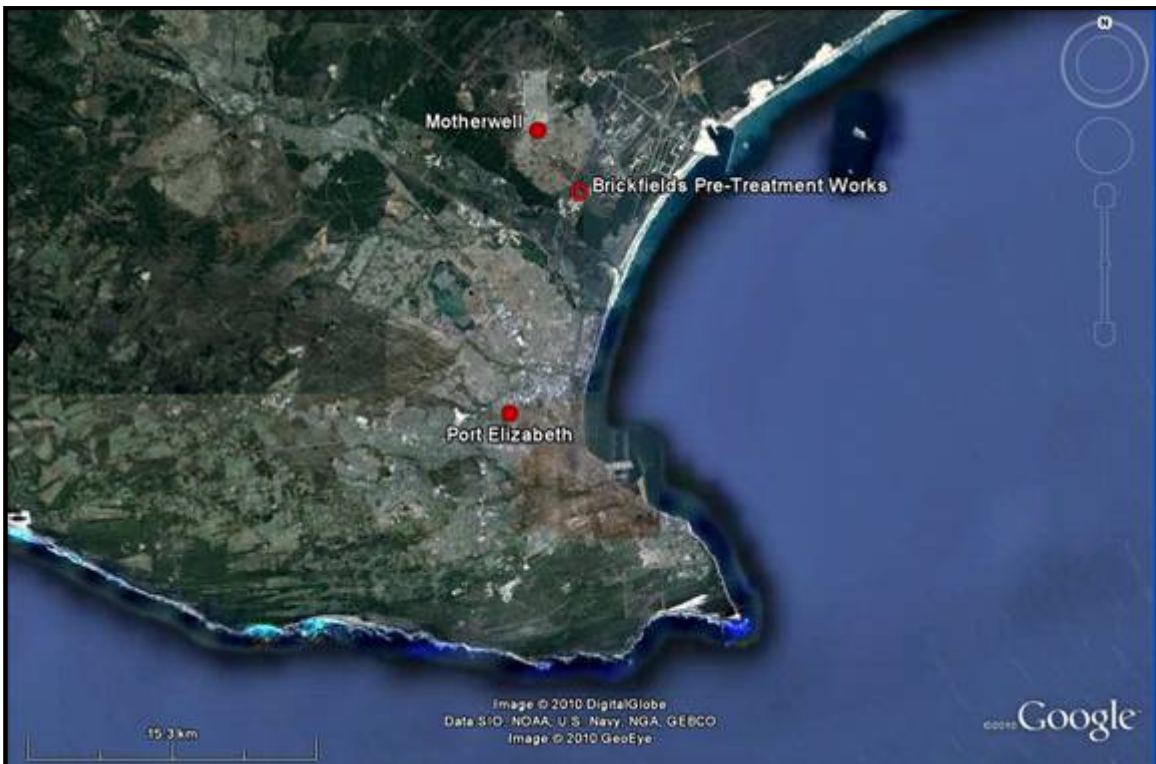 N
Motherwell
Brickfields Pre-Treatment Works
Port Elizabeth
Image © 2010 DigitalGlobe
Data SIO, NOAA, U.S. Navy, NGA, GEBCO
Image © 2010 GeoEye
©2010 Google
15.3 km